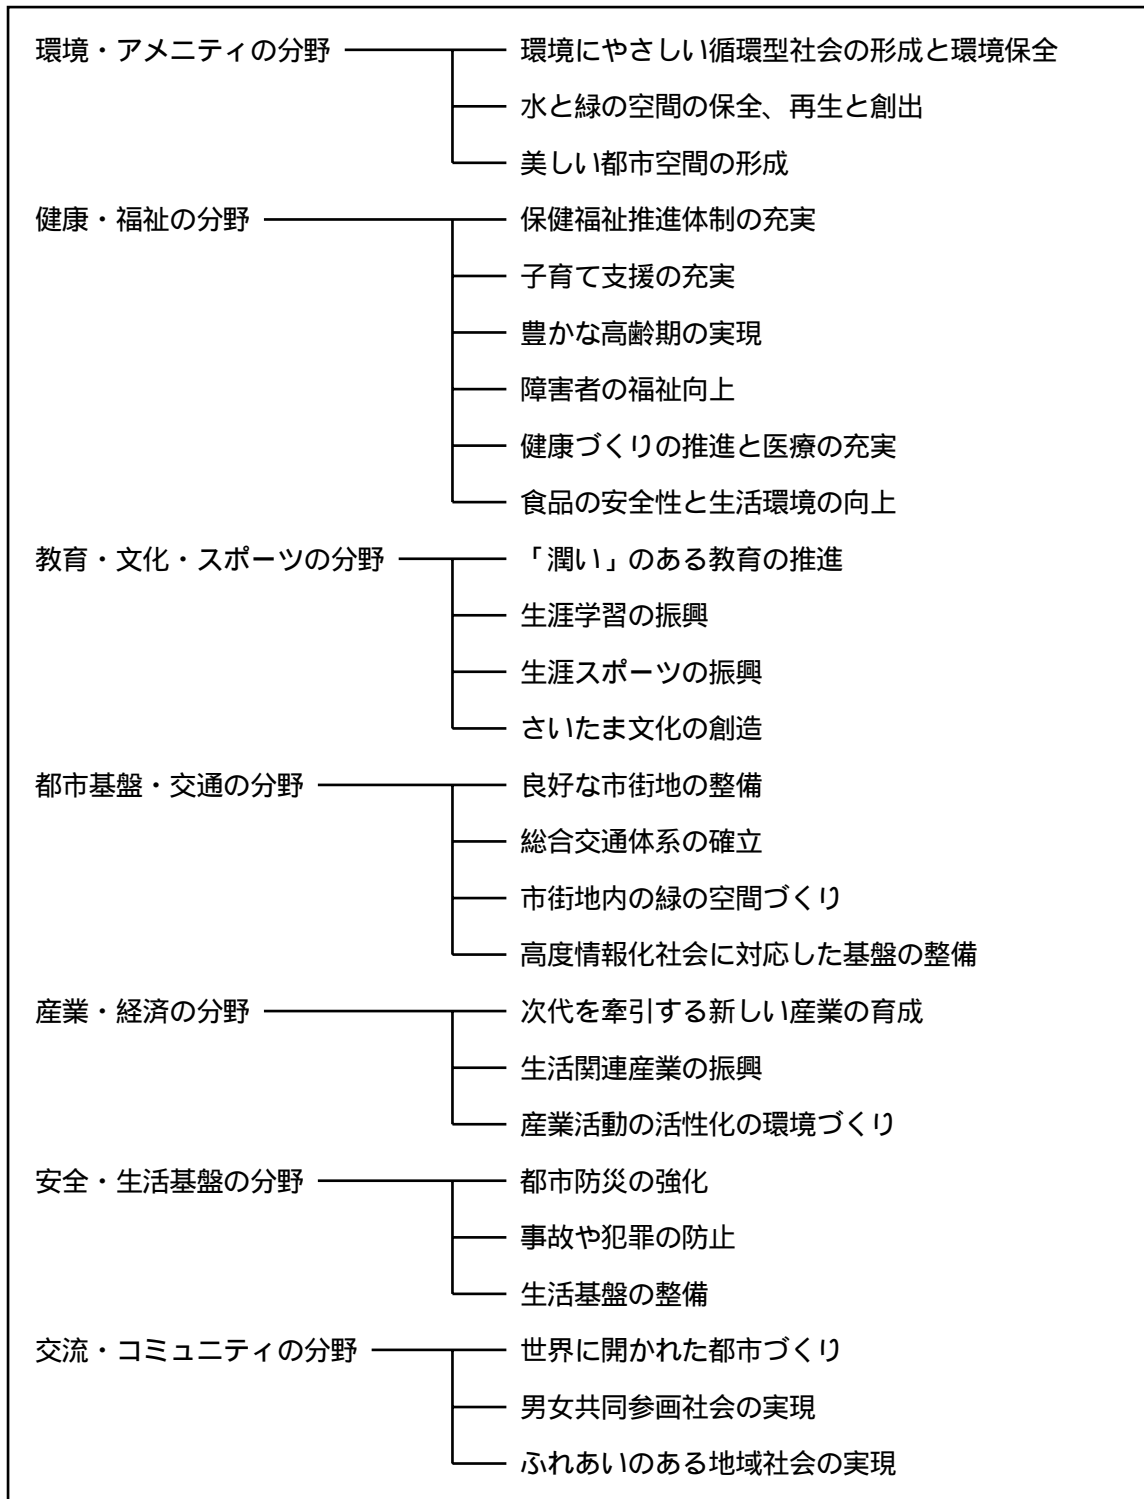 環境・アメニティの分野 環境にやさしい循環型社会の形成と環境保全
水と緑の空間の保全、再生と創出
美しい都市空間の形成
健康・福祉の分野 保健福祉推進体制の充実
子育て支援の充実
豊かな高齢期の実現
障害者の福祉向上
健康づくりの推進と医療の充実
食品の安全性と生活環境の向上
教育・文化・スポーツの分野 「潤い」のある教育の推進
生涯学習の振興
生涯スポーツの振興
さいたま文化の創造
都市基盤・交通の分野 良好な市街地の整備
総合交通体系の確立
市街地内の緑の空間づくり
高度情報化社会に対応した基盤の整備
産業・経済の分野 次代を牽引する新しい産業の育成
生活関連産業の振興
産業活動の活性化の環境づくり
安全・生活基盤の分野 都市防災の強化
事故や犯罪の防止
生活基盤の整備
交流・コミュニティの分野 世界に開かれた都市づくり
男女共同参画社会の実現
ふれあいのある地域社会の実現